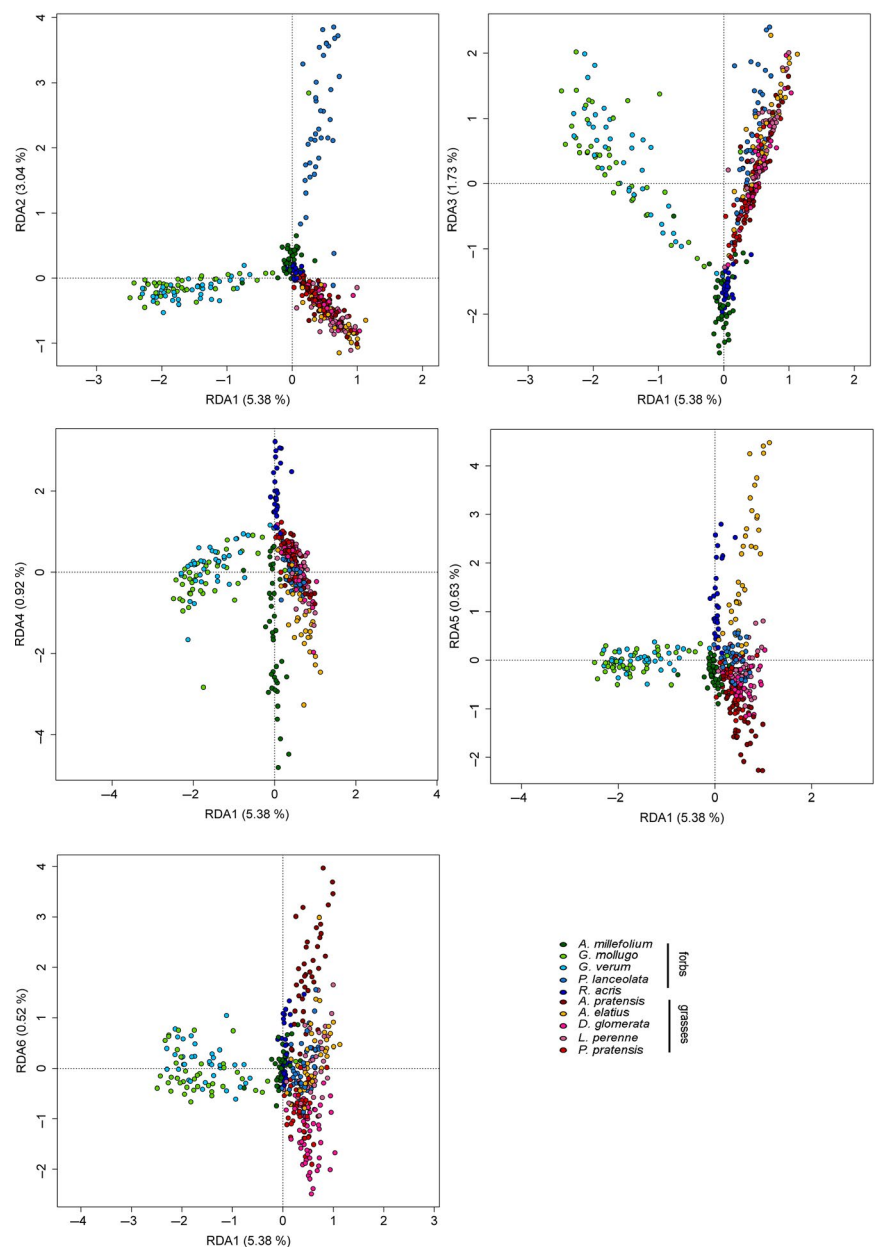 4
3
2
1
0
−1
RDA2 (3.04 %)
−3 −2 −1 0 1 2
RDA1 (5.38 %)
2
1
0
−1
−2
RDA3 (1.73 %)
−3 −2 −1 0 1 2
RDA1 (5.38 %)
2
0
−2
−4
RDA4 (0.92 %)
−4 −2 0 2 4
RDA1 (5.38 %)
4
3
2
1
0
−1
−2
RDA5 (0.63 %)
−4 −2 0 2
RDA1 (5.38 %)
4
3
2
1
0
−1
−2
RDA6 (0.52 %)
−4 −3 −2 −1 0 1 2 3
RDA1 (5.38 %)
A. millefolium
G. mollugo
G. verum
P. lanceolata
R. acris
A. pratensis
A. elatius
D. glomerata
L. perenne
P. pratensis
forbs
grasses